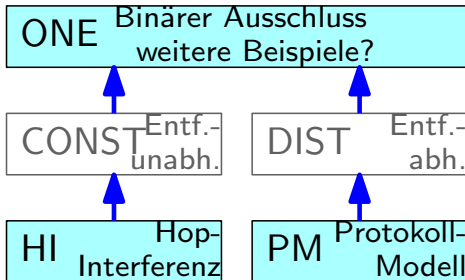 ONE Binärer Ausschluss
weitere Beispiele?
CONST Entf.-
unabh.
DIST Entf.-
abh.
HI Hop-
Interferenz
PM Protokoll-
Modell